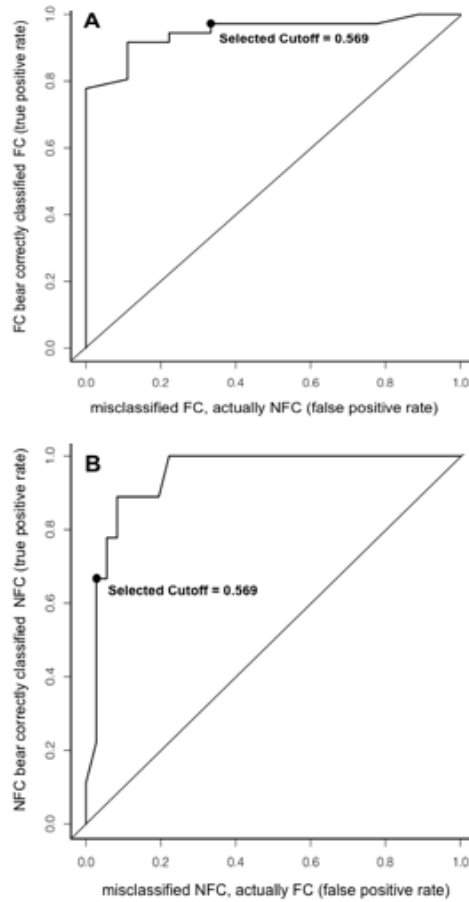 A
Selected Cutoff = 0.569
FC bear correctly classified FC (true positive rate)
0.0 0.2 0.4 0.6 0.8 1.0
0.0 0.2 0.4 0.6 0.8 1.0
misclassified FC, actually NFC (false positive rate)
B
Selected Cutoff = 0.569
NFC bear correctly classified NFC (true positive rate)
0.0 0.2 0.4 0.6 0.8 1.0
0.0 0.2 0.4 0.6 0.8 1.0
misclassified NFC, actually FC (false positive rate)